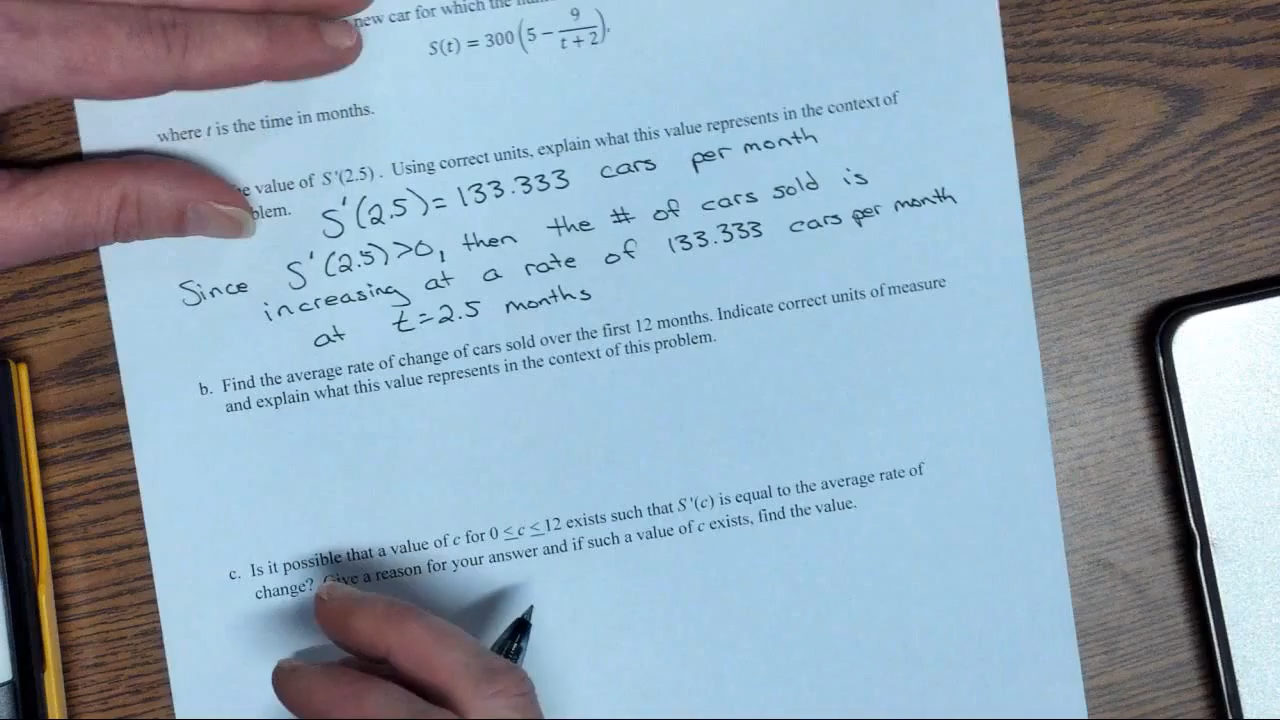 new car for which the
S(t) = 300(5 − 9/(t + 2)).
where t is the time in months.
value of S'(2.5). Using correct units, explain what this value represents in the context of
blem.
S'(2.5)=133.333 cars per month
Since S'(2.5)>0, then the # of cars sold is
increasing at a rate of 133.333 cars per month
at t=2.5 months
b. Find the average rate of change of cars sold over the first 12 months. Indicate correct units of measure
and explain what this value represents in the context of this problem.
c. Is it possible that a value of c for 0 ≤ c ≤ 12 exists such that S'(c) is equal to the average rate of
change? Give a reason for your answer and if such a value of c exists, find the value.